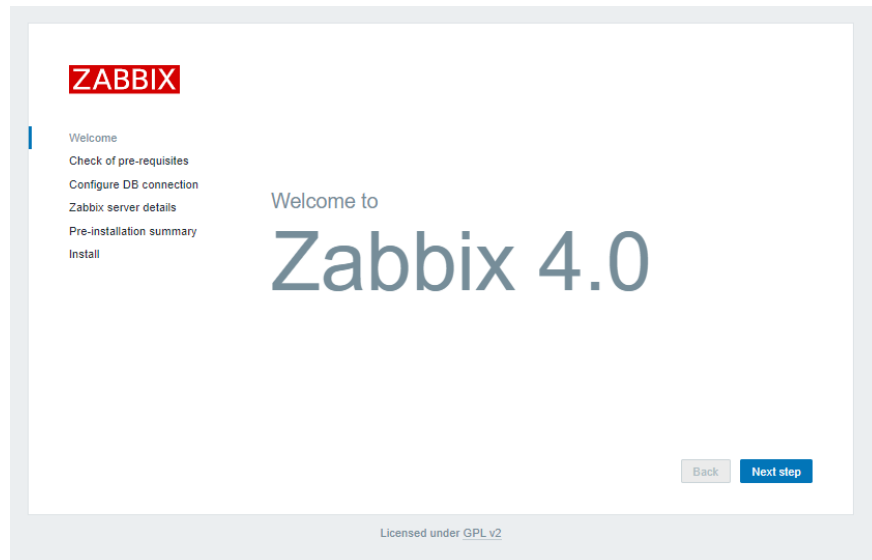 ZABBIX
Welcome
Check of pre-requisites
Configure DB connection
Zabbix server details
Pre-installation summary
Install
Welcome to
Zabbix 4.0
Back
Next step
Licensed under GPL v2